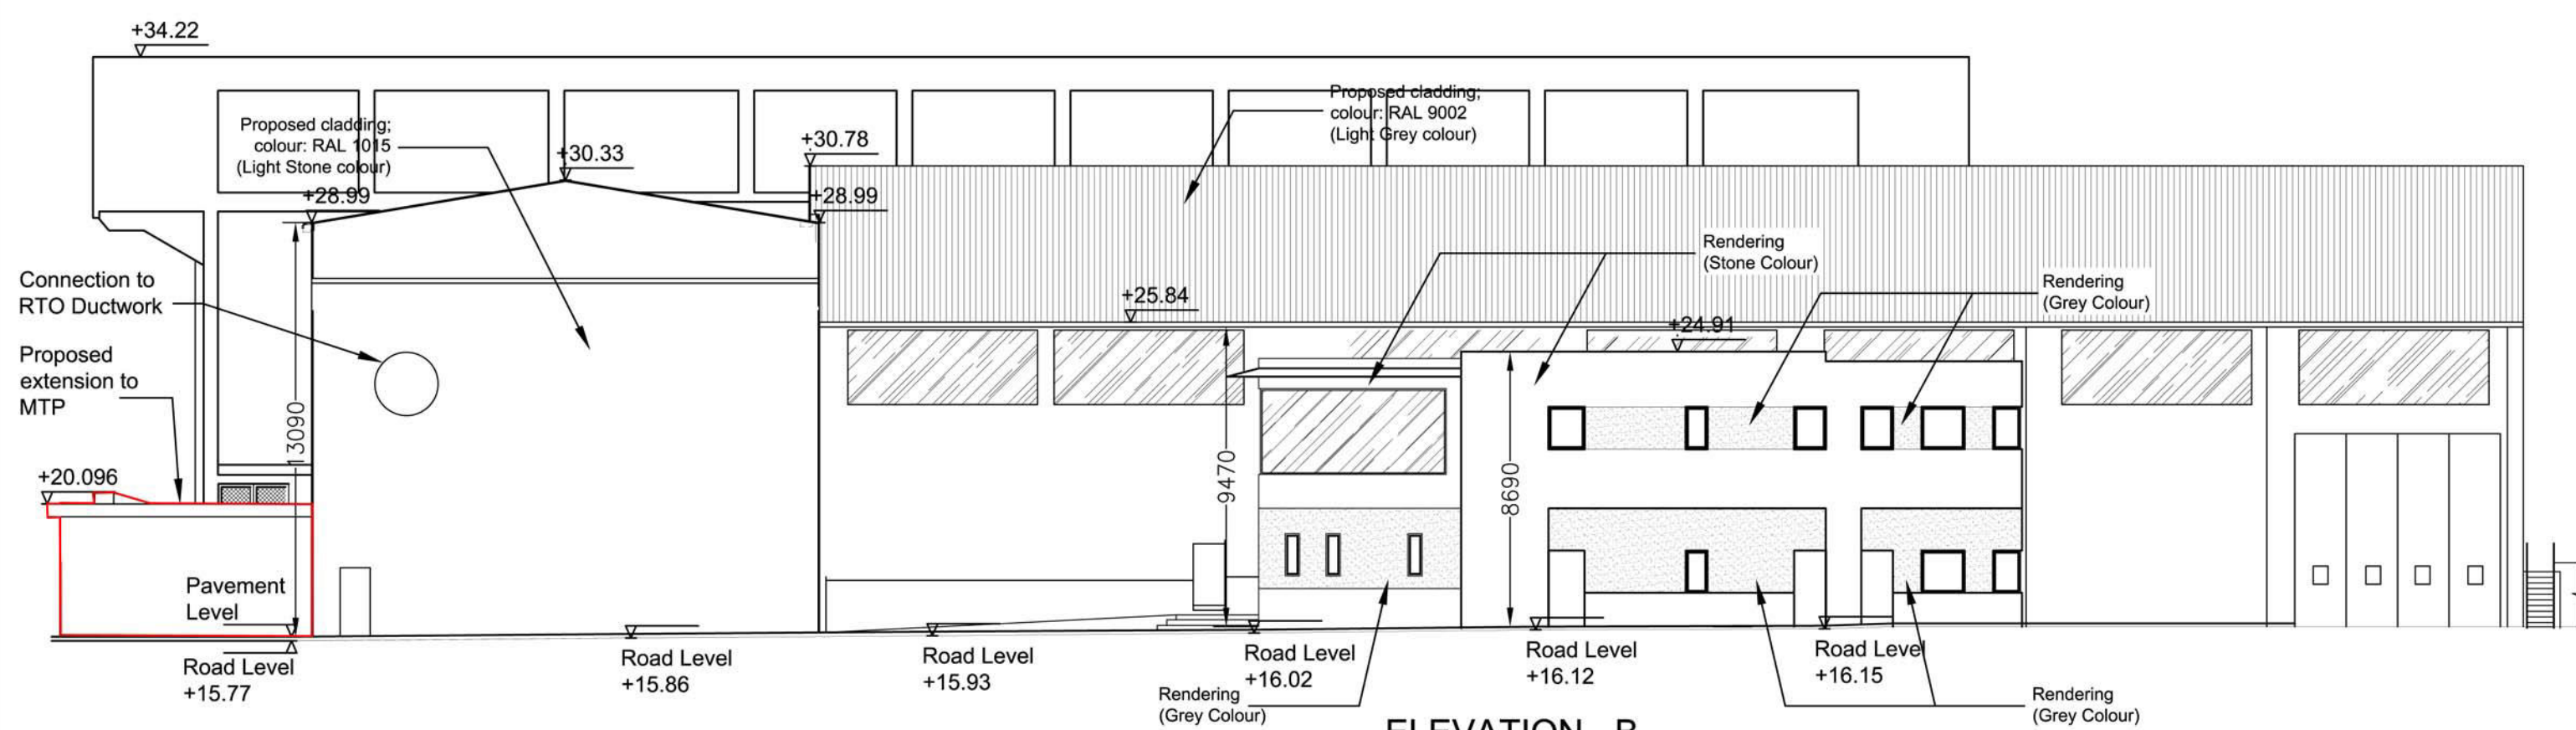 +34.22
Proposed cladding;
colour: RAL 1015
(Light Stone colour)
+30.33
+30.78
Proposed cladding;
colour: RAL 9002
(Light Grey colour)
+28.99
+28.99
Connection to
RTO Ductwork
Proposed
extension to
MTP
+20.096
13090
+25.84
Rendering
(Stone Colour)
Rendering
(Grey Colour)
+24.91
9470
8690
Pavement
Level
Road Level
+15.77
Road Level
+15.86
Road Level
+15.93
Road Level
+16.02
Road Level
+16.12
Road Level
+16.15
Rendering
(Grey Colour)
Rendering
(Grey Colour)
ELEVATION B